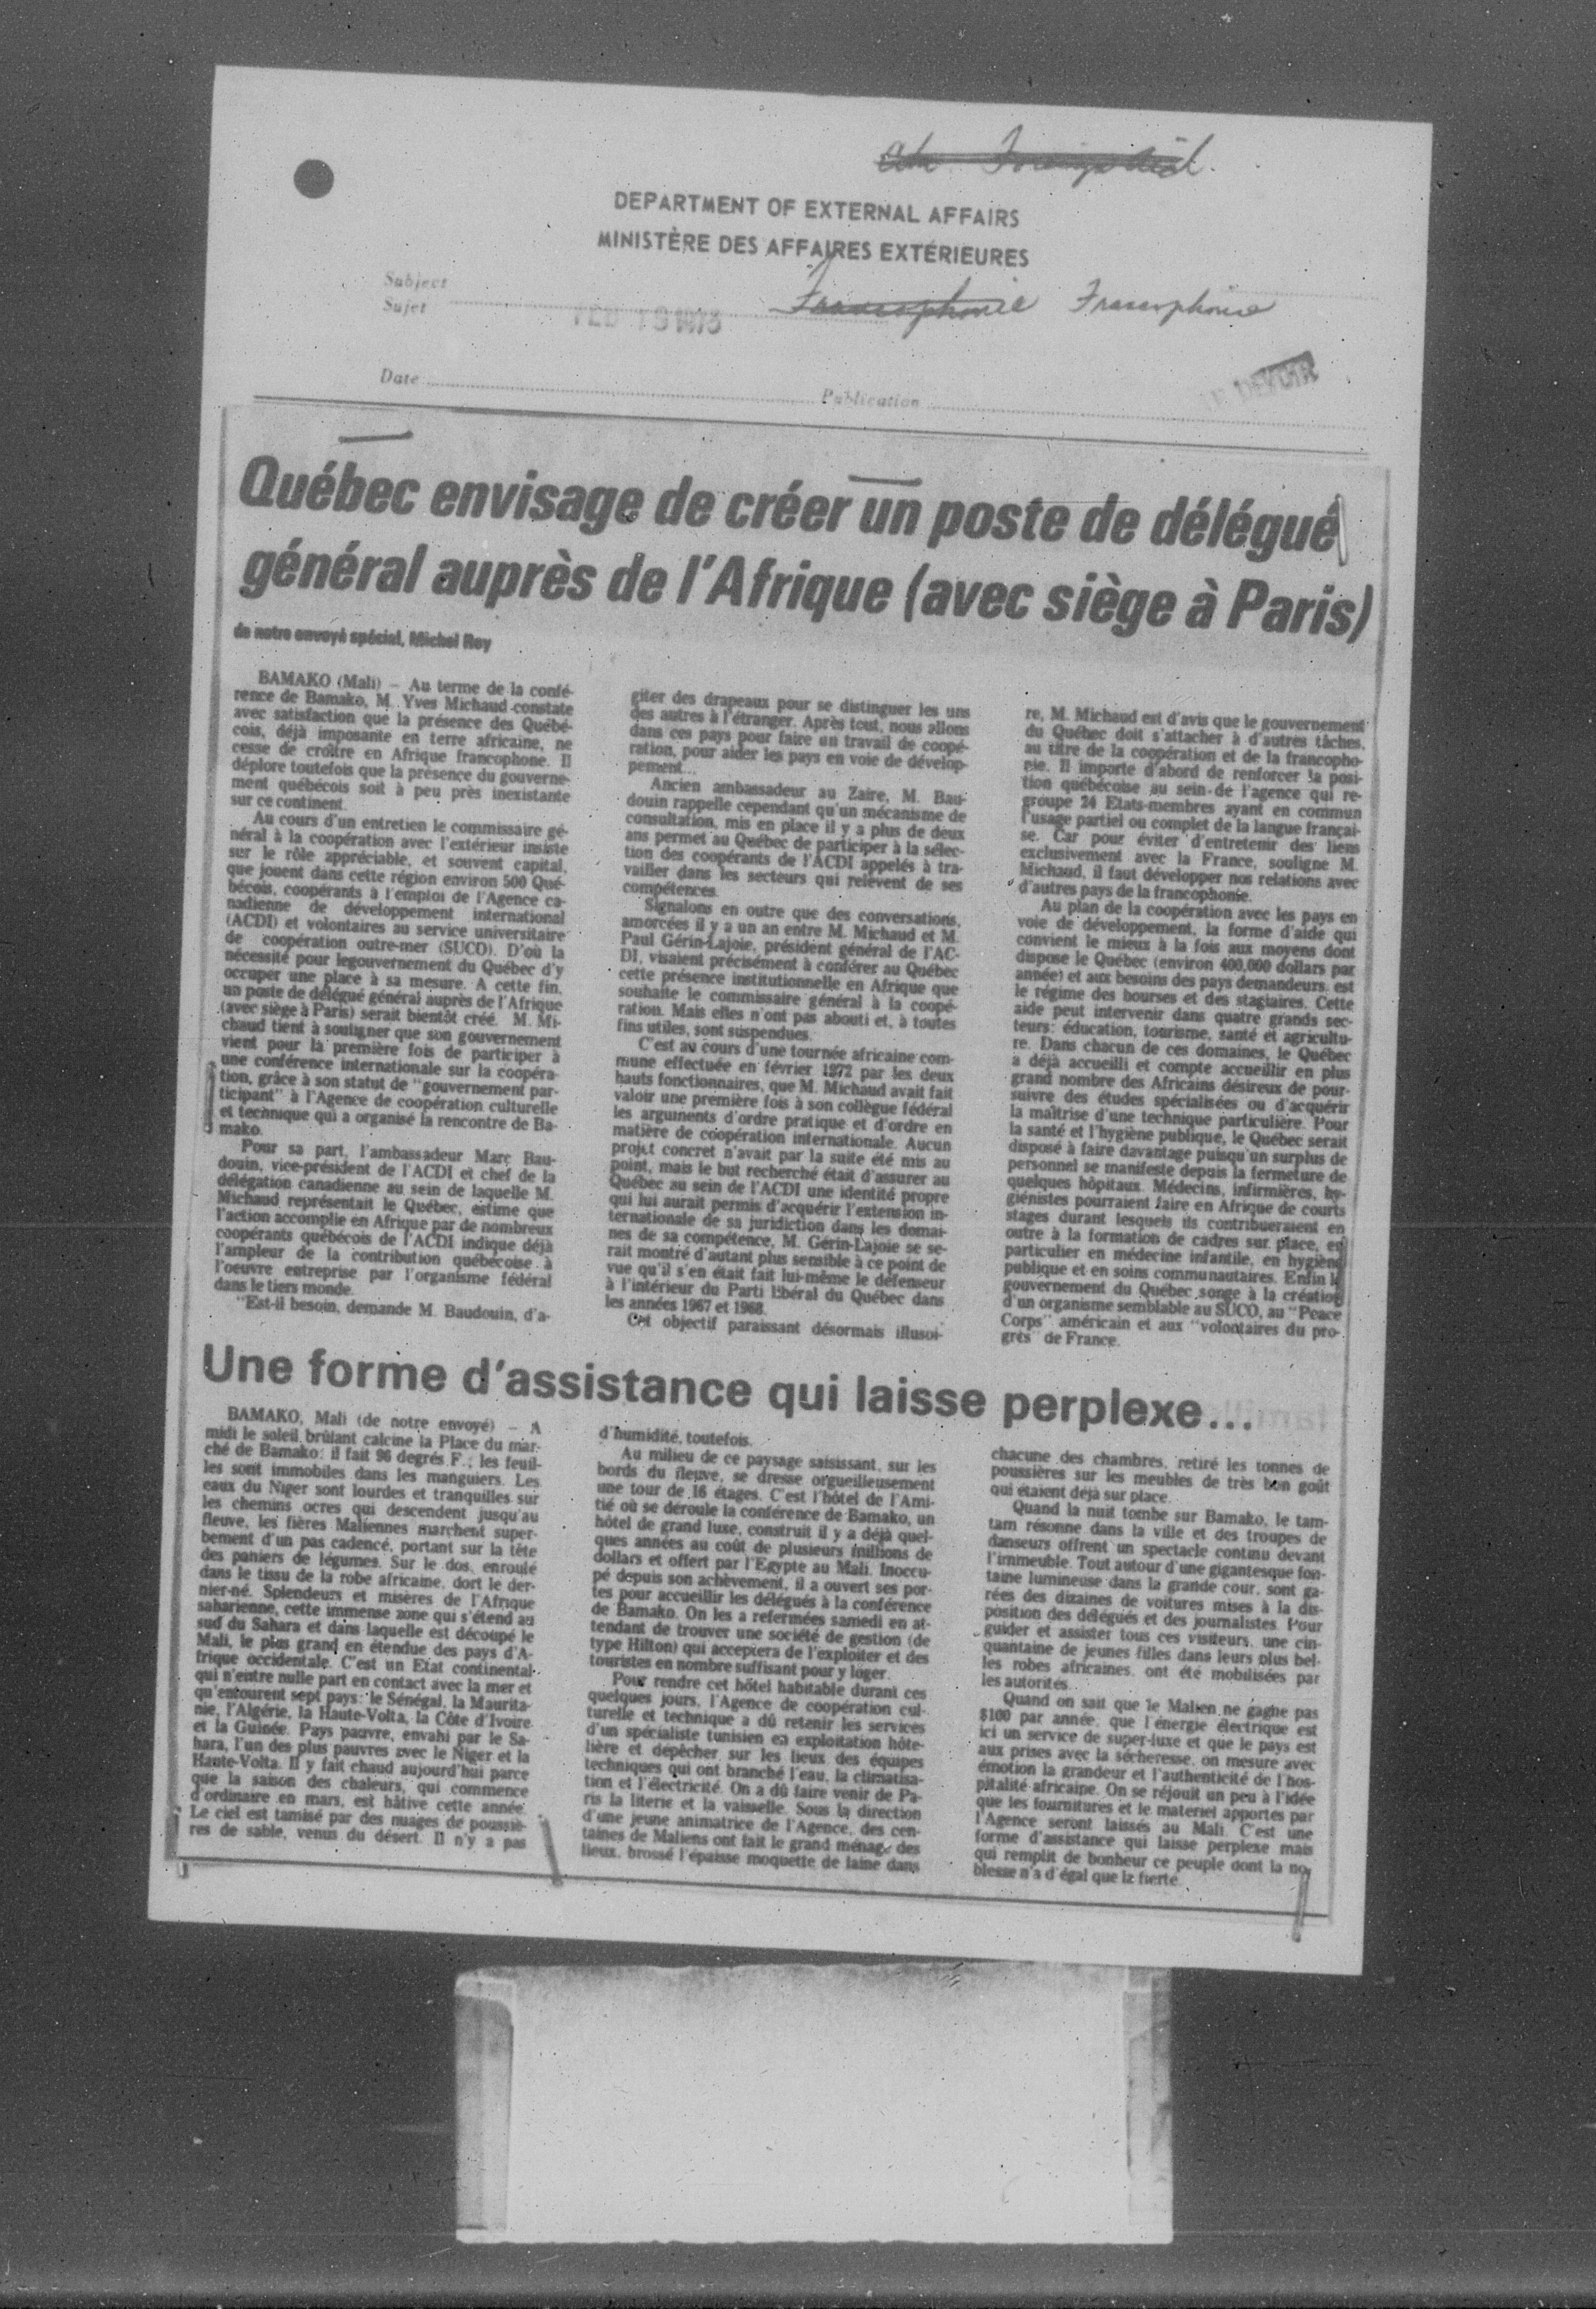 DEPARTMENT OF EXTERNAL AFFAIRS
MINISTÈRE DES AFFAIRES EXTÉRIEURES
Subject
Sujet
FEB 19 1973
Francophonie Francophonie
Date
Publication
LE DEVOIR
Québec envisage de créer un poste de délégué
général auprès de l'Afrique (avec siège à Paris)
de notre envoyé spécial, Michel Roy
BAMAKO (Mali) — Au terme de la confé-
rence de Bamako, M. Yves Michaud constate
avec satisfaction que la présence des Québé-
cois, déjà imposante en terre africaine, ne
cesse de croître en Afrique francophone. Il
déplore toutefois que la présence du gouverne-
ment québécois soit à peu près inexistante
sur ce continent.
Au cours d'un entretien le commissaire gé-
néral à la coopération avec l'extérieur insiste
sur le rôle appréciable, et souvent capital,
que jouent dans cette région environ 500 Qué-
bécois, coopérants à l'emploi de l'Agence ca-
nadienne de développement international
(ACDI) et volontaires au service universitaire
de coopération outre-mer (SUCO). D'où la
nécessité pour legouvernement du Québec d'y
occuper une place à sa mesure. A cette fin,
un poste de délégué général auprès de l'Afrique
(avec siège à Paris) serait bientôt créé. M. Mi-
chaud tient à souligner que son gouvernement
vient pour la première fois de participer à
une conférence internationale sur la coopéra-
tion, grâce à son statut de "gouvernement par-
ticipant" à l'Agence de coopération culturelle
et technique qui a organisé la rencontre de Ba-
mako.
Pour sa part, l'ambassadeur Marc Bau-
douin, vice-président de l'ACDI et chef de la
délégation canadienne au sein de laquelle M.
Michaud représentait le Québec, estime que
l'action accomplie en Afrique par de nombreux
coopérants québécois de l'ACDI indique déjà
l'ampleur de la contribution québécoise à
l'oeuvre entreprise par l'organisme fédéral
dans le tiers monde.
"Est-il besoin, demande M. Baudouin, d'a-
giter des drapeaux pour se distinguer les uns
des autres à l'étranger. Après tout, nous allons
dans ces pays pour faire un travail de coopé-
ration, pour aider les pays en voie de dévelop-
pement...
Ancien ambassadeur au Zaire, M. Bau-
douin rappelle cependant qu'un mécanisme de
consultation, mis en place il y a plus de deux
ans permet au Québec de participer à la sélec-
tion des coopérants de l'ACDI appelés à tra-
vailler dans les secteurs qui relèvent de ses
compétences.
Signalons en outre que des conversations,
amorcées il y a un an entre M. Michaud et M.
Paul Gérin-Lajoie, président général de l'AC-
DI, visaient précisément à conférer au Québec
cette présence institutionnelle en Afrique que
souhaite le commissaire général à la coopé-
ration. Mais elles n'ont pas abouti et, à toutes
fins utiles, sont suspendues.
C'est au cours d'une tournée africaine com-
mune effectuée en février 1972 par les deux
hauts fonctionnaires, que M. Michaud avait fait
valoir une première fois à son collègue fédéral
les arguments d'ordre pratique et d'ordre en
matière de coopération internationale. Aucun
projet concret n'avait par la suite été mis au
point, mais le but recherché était d'assurer au
Québec au sein de l'ACDI une identité propre
qui lui aurait permis d'acquérir l'extension in-
ternationale de sa juridiction dans les domai-
nes de sa compétence, M. Gérin-Lajoie se se-
rait montré d'autant plus sensible à ce point de
vue qu'il s'en était fait lui-même le défenseur
à l'intérieur du Parti libéral du Québec dans
les années 1967 et 1968.
Cet objectif paraissant désormais illusoi-
re, M. Michaud est d'avis que le gouvernement
du Québec doit s'attacher à d'autres tâches,
au titre de la coopération et de la francopho-
nie. Il importe d'abord de renforcer la posi-
tion québécoise au sein de l'agence qui re-
groupe 24 Etats-membres ayant en commun
l'usage partiel ou complet de la langue françai-
se. Car pour éviter d'entretenir des liens
exclusivement avec la France, souligne M.
Michaud, il faut développer nos relations avec
d'autres pays de la francophonie.
Au plan de la coopération avec les pays en
voie de développement, la forme d'aide qui
convient le mieux à la fois aux moyens dont
dispose le Québec (environ 400,000 dollars par
année) et aux besoins des pays demandeurs, est
le régime des bourses et des stagiaires. Cette
aide peut intervenir dans quatre grands sec-
teurs: éducation, tourisme, santé et agricultu-
re. Dans chacun de ces domaines, le Québec
a déjà accueilli et compte accueillir en plus
grand nombre des Africains désireux de pour-
suivre des études spécialisées ou d'acquérir
la maîtrise d'une technique particulière. Pour
la santé et l'hygiène publique, le Québec serait
disposé à faire davantage puisqu'un surplus de
personnel se manifeste depuis la fermeture de
quelques hôpitaux. Médecins, infirmières, hy-
giénistes pourraient faire en Afrique de courts
stages durant lesquels ils contribueraient en
outre à la formation de cadres sur place, en
particulier en médecine infantile, en hygiène
publique et en soins communautaires. Enfin le
gouvernement du Québec songe à la création
d'un organisme semblable au SUCO, au "Peace
Corps" américain et aux "volontaires du pro-
grès" de France.
Une forme d'assistance qui laisse perplexe...
BAMAKO, Mali (de notre envoyé) — A
midi le soleil brûlant calcine la Place du mar-
ché de Bamako: il fait 96 degrés F.; les feuil-
les sont immobiles dans les manguiers. Les
eaux du Niger sont lourdes et tranquilles sur
les chemins ocres qui descendent jusqu'au
fleuve, les fières Maliennes marchent super-
bement d'un pas cadencé, portant sur la tête
des paniers de légumes. Sur le dos, enroulé
dans le tissu de la robe africaine, dort le der-
nier-né. Splendeurs et misères de l'Afrique
saharienne, cette immense zone qui s'étend au
sud du Sahara et dans laquelle est découpé le
Mali, le plus grand en étendue des pays d'A-
frique occidentale. C'est un Etat continental
qui n'entre nulle part en contact avec la mer et
qu'entourent sept pays: le Sénégal, la Maurita-
nie, l'Algérie, la Haute-Volta, la Côte d'Ivoire
et la Guinée. Pays pauvre, envahi par le Sa-
hara, l'un des plus pauvres avec le Niger et la
Haute-Volta. Il y fait chaud aujourd'hui parce
que la saison des chaleurs, qui commence
d'ordinaire en mars, est hâtive cette année.
Le ciel est tamisé par des nuages de poussiè-
res de sable, venus du désert. Il n'y a pas
d'humidité, toutefois.
Au milieu de ce paysage saisissant, sur les
bords du fleuve, se dresse orgueilleusement
une tour de 16 étages. C'est l'hôtel de l'Ami-
tié où se déroule la conférence de Bamako, un
hôtel de grand luxe, construit il y a déjà quel-
ques années au coût de plusieurs millions de
dollars et offert par l'Egypte au Mali. Inoccu-
pé depuis son achèvement, il a ouvert ses por-
tes pour accueillir les délégués à la conférence
de Bamako. On les a refermées samedi en at-
tendant de trouver une société de gestion (de
type Hilton) qui acceptera de l'exploiter et des
touristes en nombre suffisant pour y loger.
Pour rendre cet hôtel habitable durant ces
quelques jours, l'Agence de coopération cul-
turelle et technique a dû retenir les services
d'un spécialiste tunisien en exploitation hôte-
lière et dépêcher sur les lieux des équipes
techniques qui ont branché l'eau, la climatisa-
tion et l'électricité. On a dû faire venir de Pa-
ris la literie et la vaisselle. Sous la direction
d'une jeune animatrice de l'Agence, des cen-
taines de Maliens ont fait le grand ménage des
lieux, brossé l'épaisse moquette de laine dans
chacune des chambres, retiré les tonnes de
poussières sur les meubles de très bon goût
qui étaient déjà sur place.
Quand la nuit tombe sur Bamako, le tam-
tam résonne dans la ville et des troupes de
danseurs offrent un spectacle continu devant
l'immeuble. Tout autour d'une gigantesque fon-
taine lumineuse dans la grande cour, sont ga-
rées des dizaines de voitures mises à la dis-
position des délégués et des journalistes. Pour
guider et assister tous ces visiteurs, une cin-
quantaine de jeunes filles dans leurs plus bel-
les robes africaines, ont été mobilisées par
les autorités.
Quand on sait que le Malien ne gagne pas
$100 par année, que l'énergie électrique est
ici un service de super-luxe et que le pays est
aux prises avec la sécheresse, on mesure avec
émotion la grandeur et l'authenticité de l'hos-
pitalité africaine. On se réjouit un peu à l'idée
que les fournitures et le matériel apportés par
l'Agence seront laissés au Mali. C'est une
forme d'assistance qui laisse perplexe mais
qui remplit de bonheur ce peuple dont la no-
blesse n'a d'égal que la fierté.